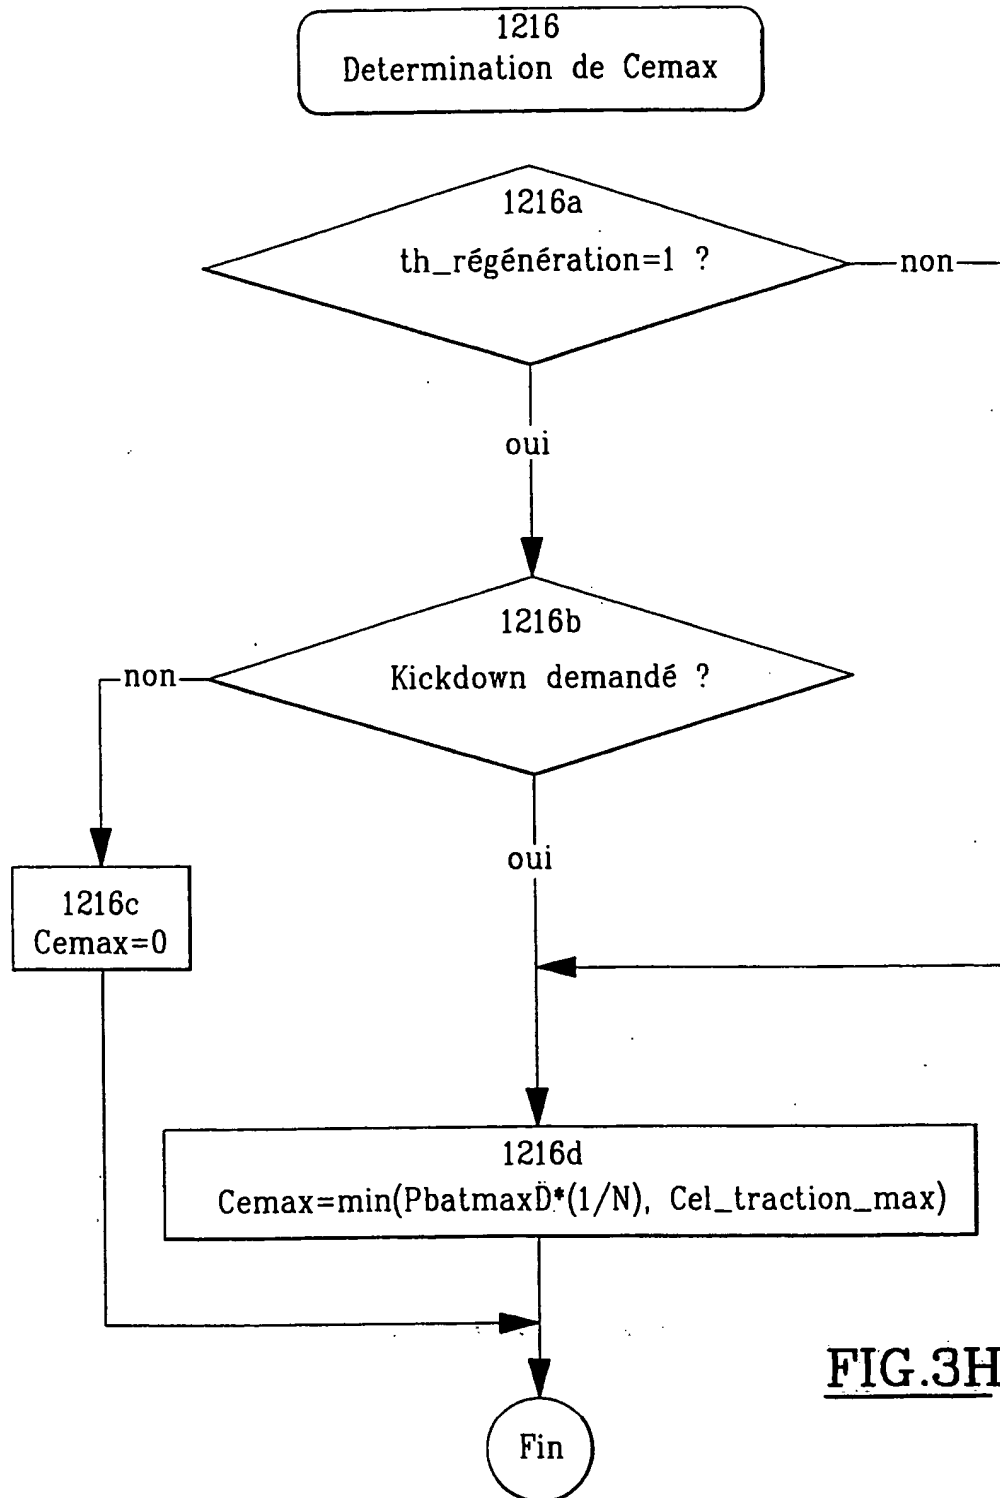 1216
Determination de Cemax
1216a
th_régénération=1 ?
non
oui
1216b
Kickdown demandé ?
non
oui
1216c
Cemax=0
1216d
Cemax=min(PbatmaxD*(1/N), Cel_traction_max)
FIG.3H
Fin